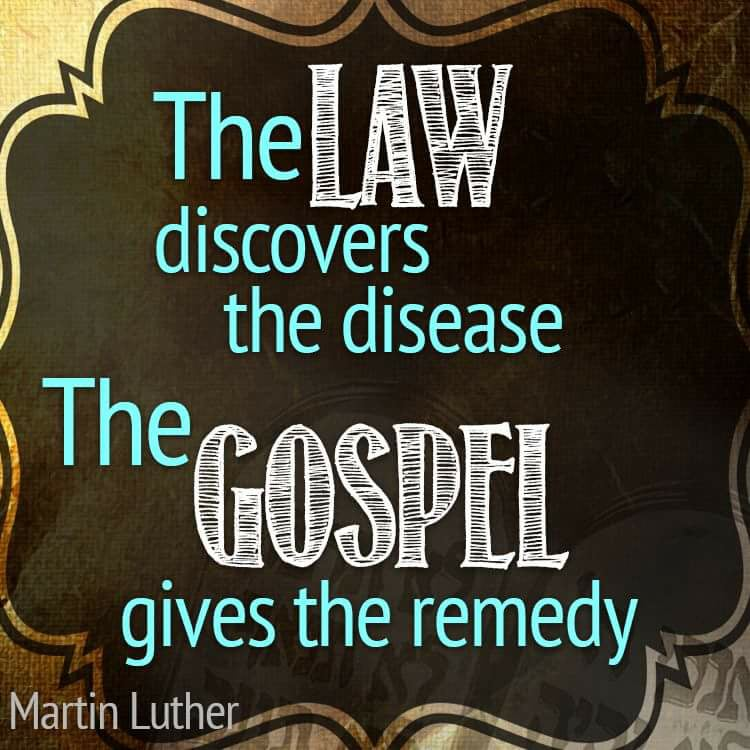 The LAW
discovers
the disease
The GOSPEL
gives the remedy
Martin Luther